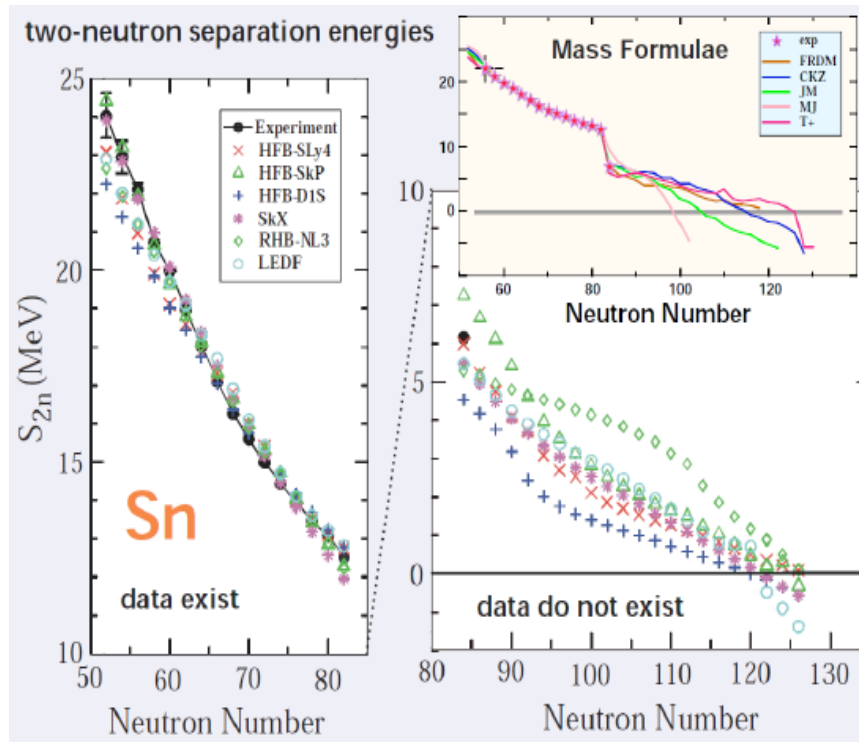 two-neutron separation energies
25
20
15
10
50
60
70
80
S2n (MeV)
Neutron Number
Experiment
HFB-SLy4
HFB-SkP
HFB-D1S
SkX
RHB-NL3
LEDF
Sn
data exist
Mass Formulae
exp
FRDM
CKZ
JM
MJ
T+
20
10
0
60
80
100
120
Neutron Number
10
5
0
data do not exist
80
90
100
110
120
130
Neutron Number